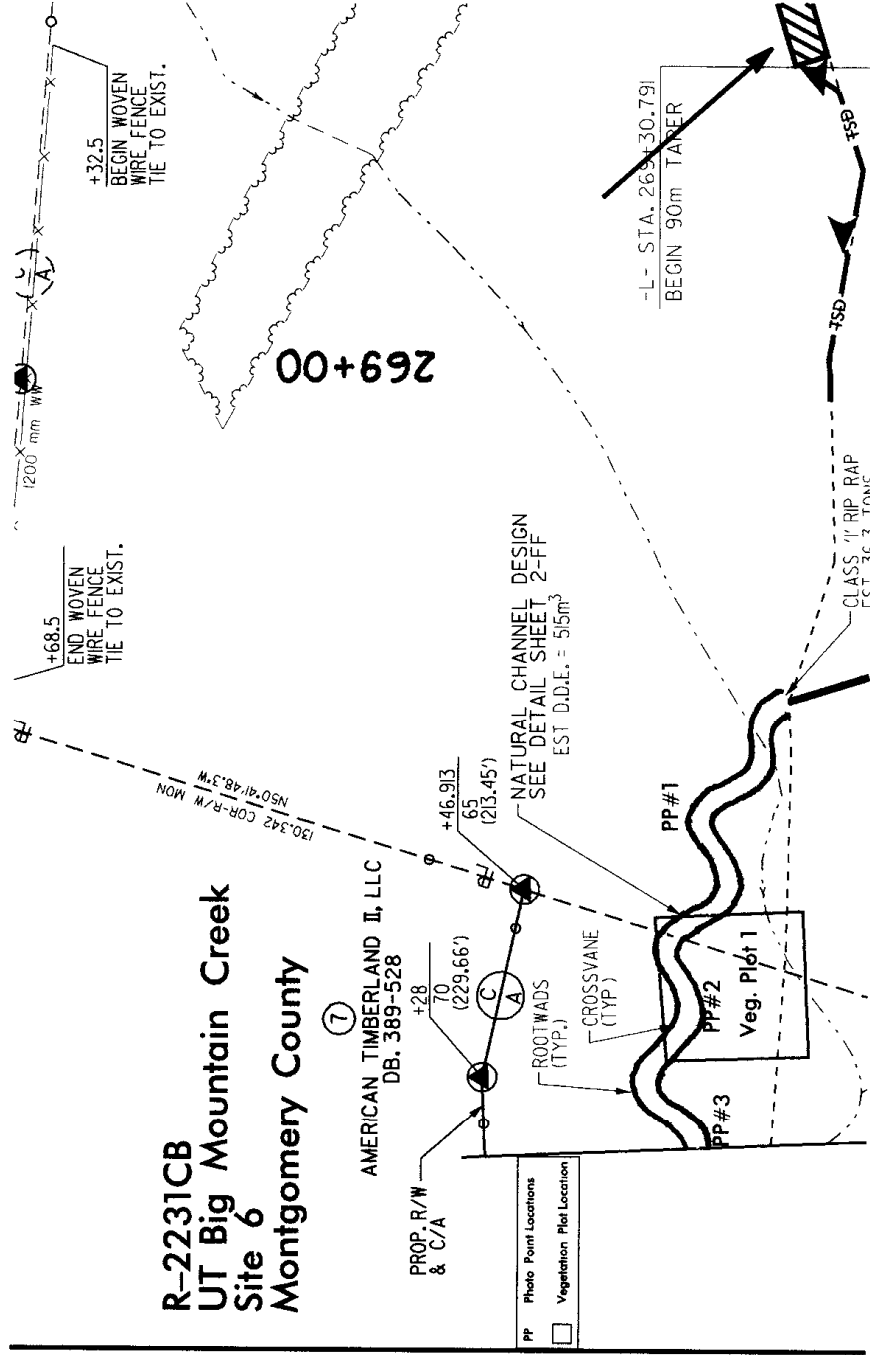 R-2231CB
UT Big Mountain Creek
Site 6
Montgomery County
7
AMERICAN TIMBERLAND II, LLC
DB. 389-528
PROP. R/W
& C/A
+28
70
(229.66')
C
A
+46.913
65
(213.45')
130.342 COR-R/W MON
N50°41'48.3"W
+68.5
END WOVEN
WIRE FENCE
TIE TO EXIST.
1200 mm WW
A
+32.5
BEGIN WOVEN
WIRE FENCE
TIE TO EXIST.
269+00
-L- STA. 269+30.791
BEGIN 90m TAPER
NATURAL CHANNEL DESIGN
SEE DETAIL SHEET 2-FF
EST D.D.E. = 515m³
ROOTWADS
(TYP.)
CROSSVANE
(TYP)
PP#1
PP#2
PP#3
Veg. Plot 1
CLASS 'I' RIP RAP
TSD
TSD
PP Photo Point Locations
Vegetation Plot Location